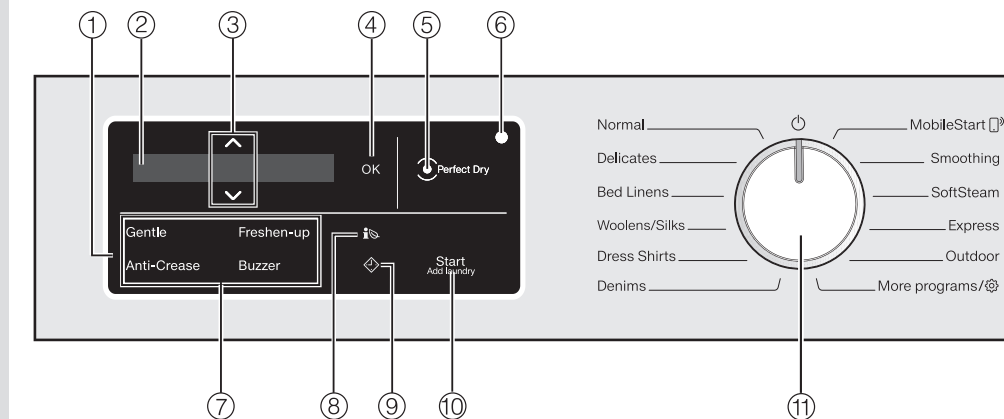 ① ② ③ ④ ⑤ ⑥
Normal
MobileStart
Delicates
Smoothing
Bed Linens
SoftSteam
Woolens/Silks
Express
Dress Shirts
Outdoor
Denims
More programs/
OK
Perfect Dry
Gentle
Freshen-up
Anti-Crease
Buzzer
Start
Add laundry
⑦ ⑧ ⑨ ⑩ ⑪